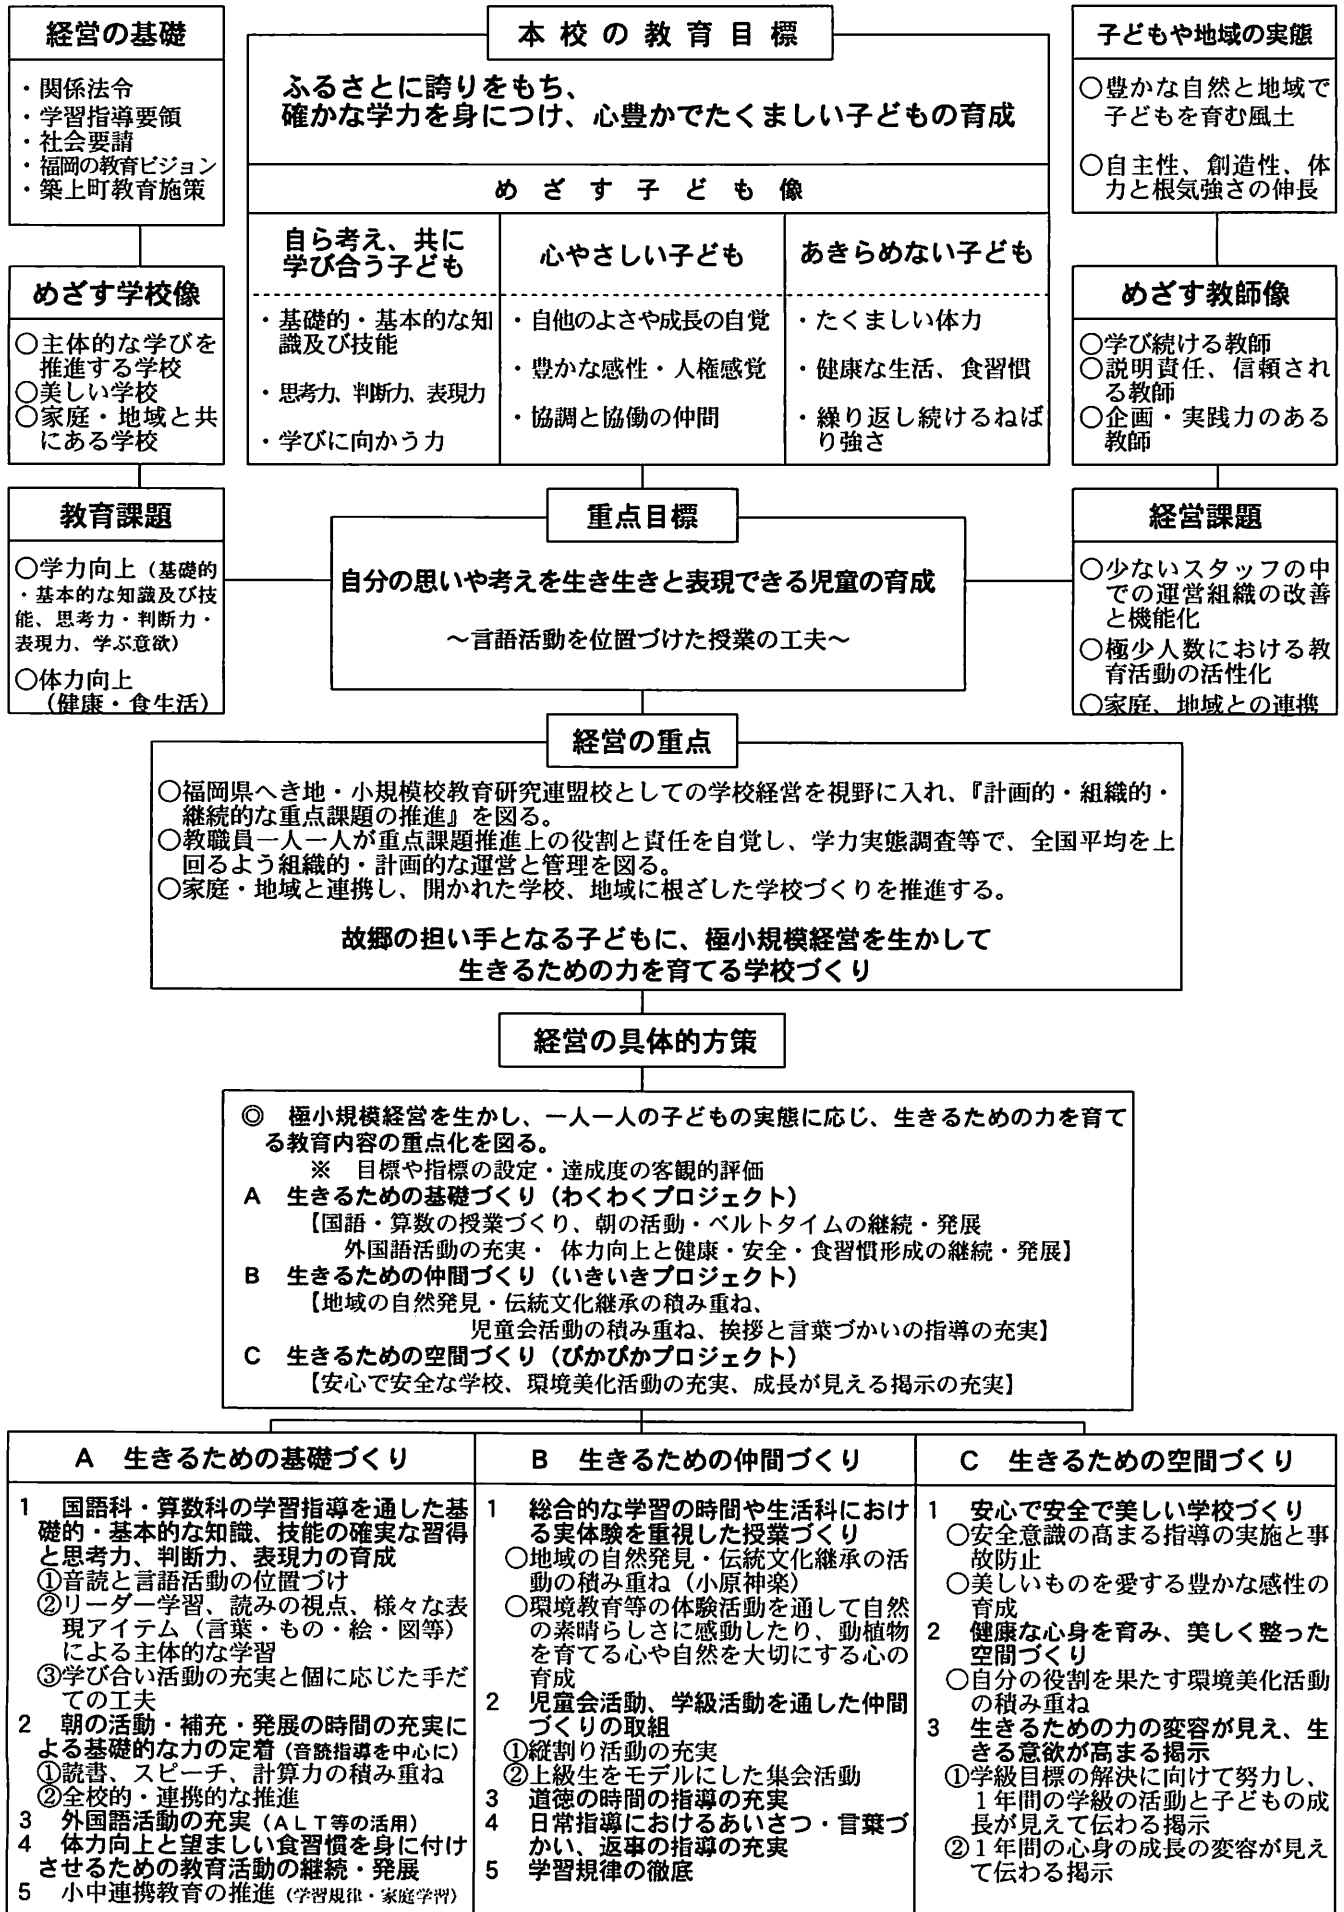 経営の基礎
・関係法令
・学習指導要領
・社会要請
・福岡の教育ビジョン
・築上町教育施策
本校の教育目標
ふるさとに誇りをもち、
確かな学力を身につけ、心豊かでたくましい子どもの育成
めざす子ども像
自ら考え、共に
学び合う子ども
・基礎的・基本的な知
識及び技能
・思考力、判断力、表現力
・学びに向かう力
心やさしい子ども
・自他のよさや成長の自覚
・豊かな感性・人権感覚
・協調と協働の仲間
あきらめない子ども
・たくましい体力
・健康な生活、食習慣
・繰り返し続けるねば
り強さ
子どもや地域の実態
○豊かな自然と地域で
子どもを育む風土
○自主性、創造性、体
力と根気強さの伸長
めざす学校像
○主体的な学びを
推進する学校
○美しい学校
○家庭・地域と共
にある学校
めざす教師像
○学び続ける教師
○説明責任、信頼され
る教師
○企画・実践力のある
教師
教育課題
○学力向上（基礎的
・基本的な知識及び技
能、思考力・判断力・
表現力、学ぶ意欲）
○体力向上
（健康・食生活）
重点目標
自分の思いや考えを生き生きと表現できる児童の育成
～言語活動を位置づけた授業の工夫～
経営課題
○少ないスタッフの中
での運営組織の改善
と機能化
○極少人数における教
育活動の活性化
○家庭、地域との連携
経営の重点
○福岡県へき地・小規模校教育研究連盟校としての学校経営を視野に入れ、『計画的・組織的・
継続的な重点課題の推進』を図る。
○教職員一人一人が重点課題推進上の役割と責任を自覚し、学力実態調査等で、全国平均を上
回るよう組織的・計画的な運営と管理を図る。
○家庭・地域と連携し、開かれた学校、地域に根ざした学校づくりを推進する。
故郷の担い手となる子どもに、極小規模経営を生かして
生きるための力を育てる学校づくり
経営の具体的方策
◎　極小規模経営を生かし、一人一人の子どもの実態に応じ、生きるための力を育て
る教育内容の重点化を図る。
※　目標や指標の設定・達成度の客観的評価
A　生きるための基礎づくり（わくわくプロジェクト）
【国語・算数の授業づくり、朝の活動・ベルトタイムの継続・発展
外国語活動の充実・ 体力向上と健康・安全・食習慣形成の継続・発展】
B　生きるための仲間づくり（いきいきプロジェクト）
【地域の自然発見・伝統文化継承の積み重ね、
児童会活動の積み重ね、挨拶と言葉づかいの指導の充実】
C　生きるための空間づくり（ぴかぴかプロジェクト）
【安心で安全な学校、環境美化活動の充実、成長が見える掲示の充実】
A　生きるための基礎づくり
1　国語科・算数科の学習指導を通した基
礎的・基本的な知識、技能の確実な習得
と思考力、判断力、表現力の育成
①音読と言語活動の位置づけ
②リーダー学習、読みの視点、様々な表
現アイテム（言葉・もの・絵・図等）
による主体的な学習
③学び合い活動の充実と個に応じた手だ
ての工夫
2　朝の活動・補充・発展の時間の充実に
よる基礎的な力の定着（音読指導を中心に）
①読書、スピーチ、計算力の積み重ね
②全校的・連携的な推進
3　外国語活動の充実（ＡＬＴ等の活用）
4　体力向上と望ましい食習慣を身に付け
させるための教育活動の継続・発展
5　小中連携教育の推進（学習規律・家庭学習）
B　生きるための仲間づくり
1　総合的な学習の時間や生活科におけ
る実体験を重視した授業づくり
○地域の自然発見・伝統文化継承の活
動の積み重ね（小原神楽）
○環境教育等の体験活動を通して自然
の素晴らしさに感動したり、動植物
を育てる心や自然を大切にする心の
育成
2　児童会活動、学級活動を通した仲間
づくりの取組
①縦割り活動の充実
②上級生をモデルにした集会活動
3　道徳の時間の指導の充実
4　日常指導におけるあいさつ・言葉づ
かい、返事の指導の充実
5　学習規律の徹底
C　生きるための空間づくり
1　安心で安全で美しい学校づくり
○安全意識の高まる指導の実施と事
故防止
○美しいものを愛する豊かな感性の
育成
2　健康な心身を育み、美しく整った
空間づくり
○自分の役割を果たす環境美化活動
の積み重ね
3　生きるための力の変容が見え、生
きる意欲が高まる掲示
①学級目標の解決に向けて努力し、
１年間の学級の活動と子どもの成
長が見えて伝わる掲示
②１年間の心身の成長の変容が見え
て伝わる掲示